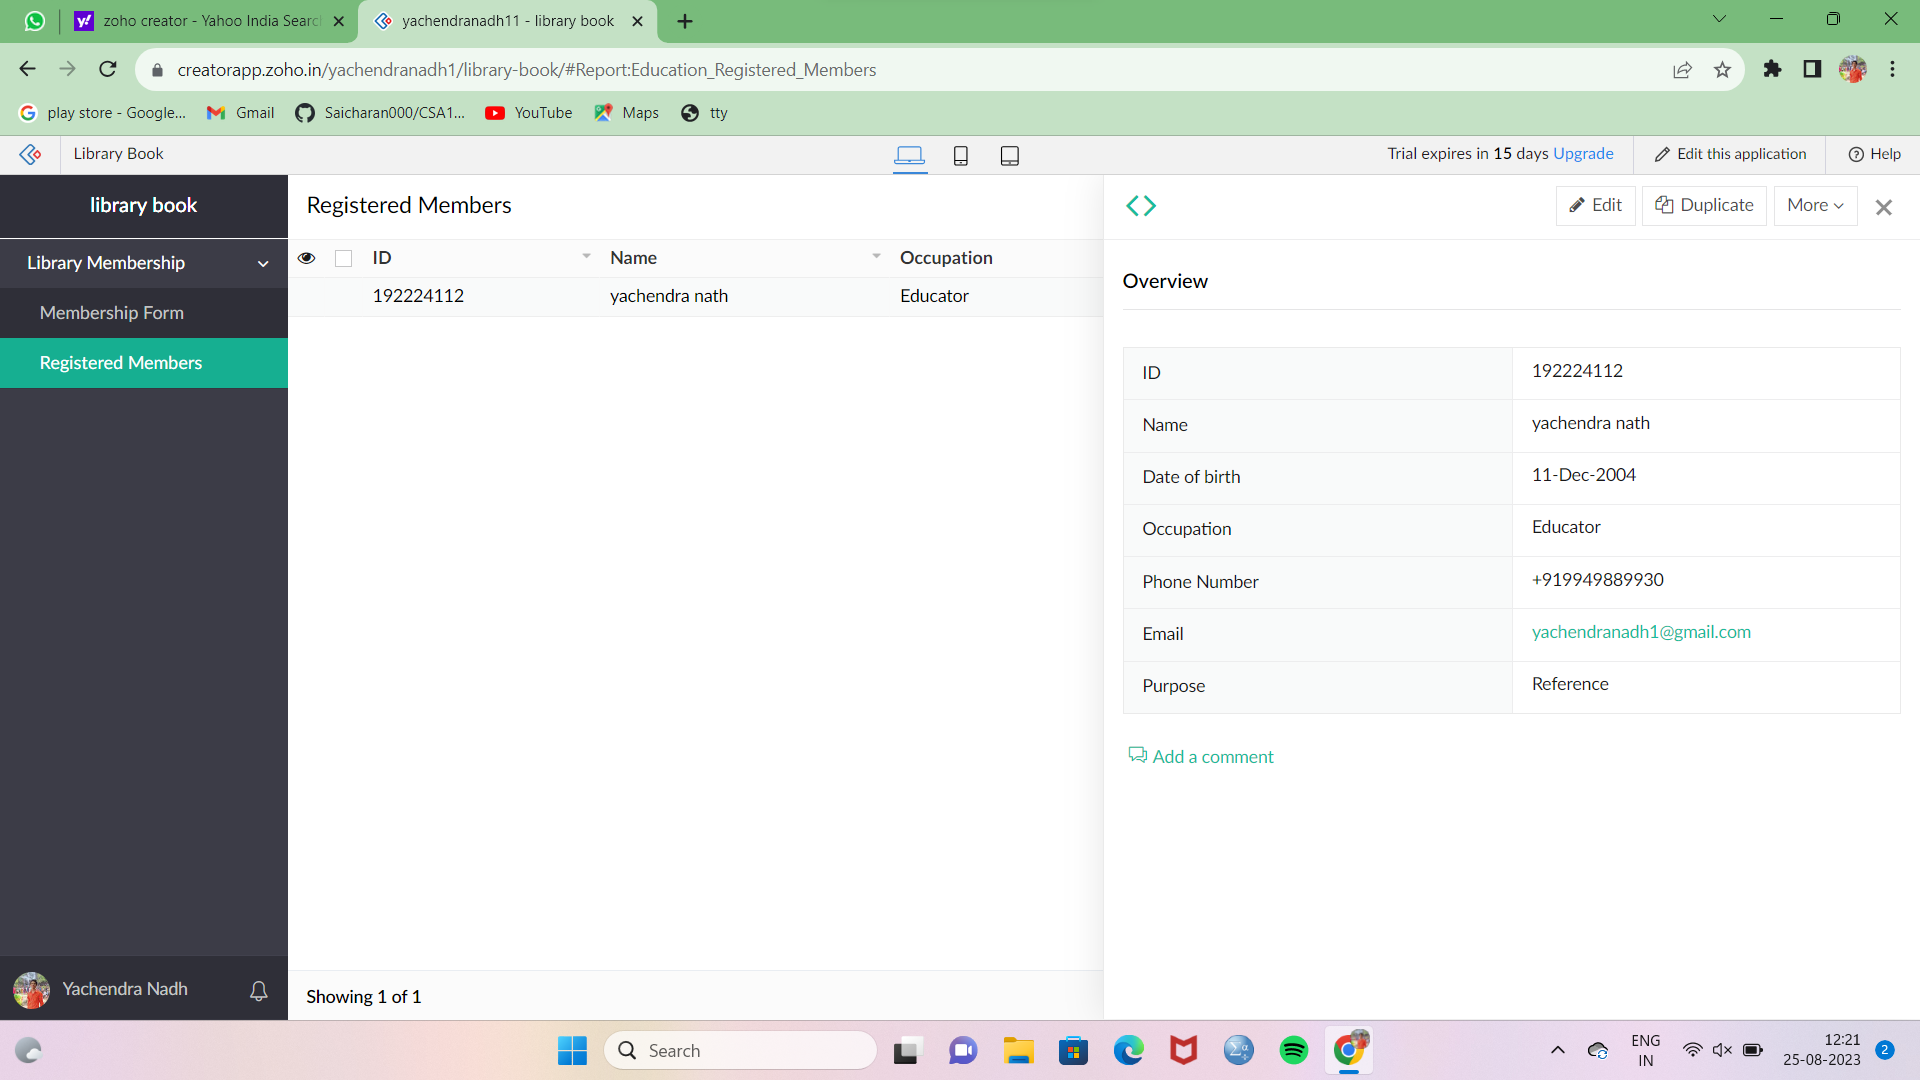 zoho creator - Yahoo India Searc
yachendranadh11 - library book
creatorapp.zoho.in/yachendranadh1/library-book/#Report:Education_Registered_Members
play store - Google...
Gmail
Saicharan000/CSA1...
YouTube
Maps
tty
Library Book
Trial expires in 15 days Upgrade
Edit this application
Help
library book
Library Membership
Membership Form
Registered Members
Yachendra Nadh
Registered Members
ID Name Occupation
192224112 yachendra nath Educator
Showing 1 of 1
Edit
Duplicate
More
Overview
ID 192224112
Name yachendra nath
Date of birth 11-Dec-2004
Occupation Educator
Phone Number +919949889930
Email yachendranadh1@gmail.com
Purpose Reference
Add a comment
Search
ENG
IN
12:21
25-08-2023
2